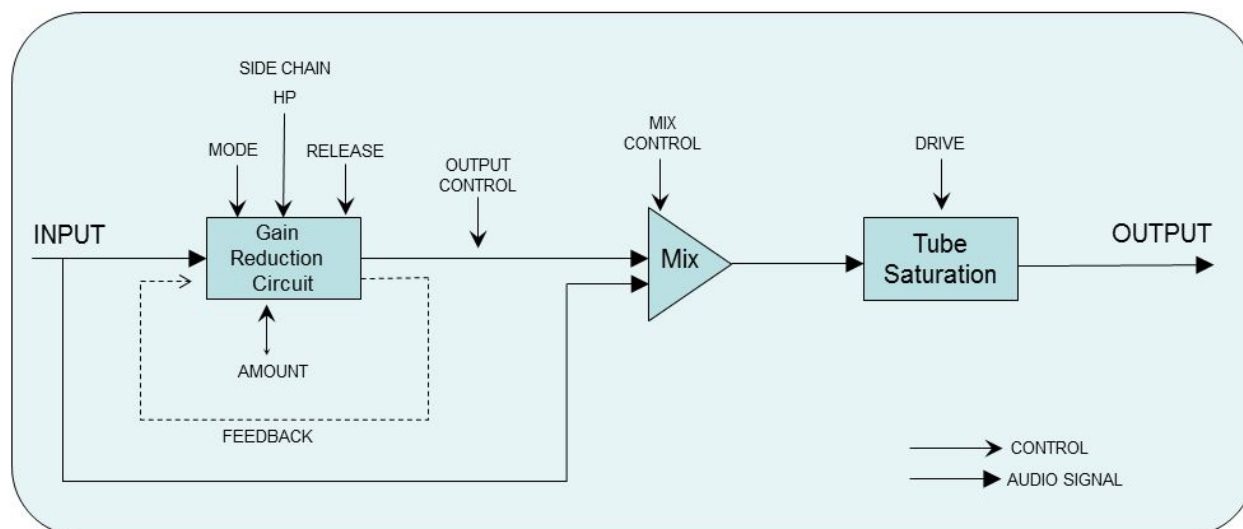 SIDE CHAIN
HP
MODE
RELEASE
OUTPUT
CONTROL
MIX
CONTROL
DRIVE
INPUT
Gain
Reduction
Circuit
Mix
Tube
Saturation
OUTPUT
AMOUNT
FEEDBACK
CONTROL
AUDIO SIGNAL